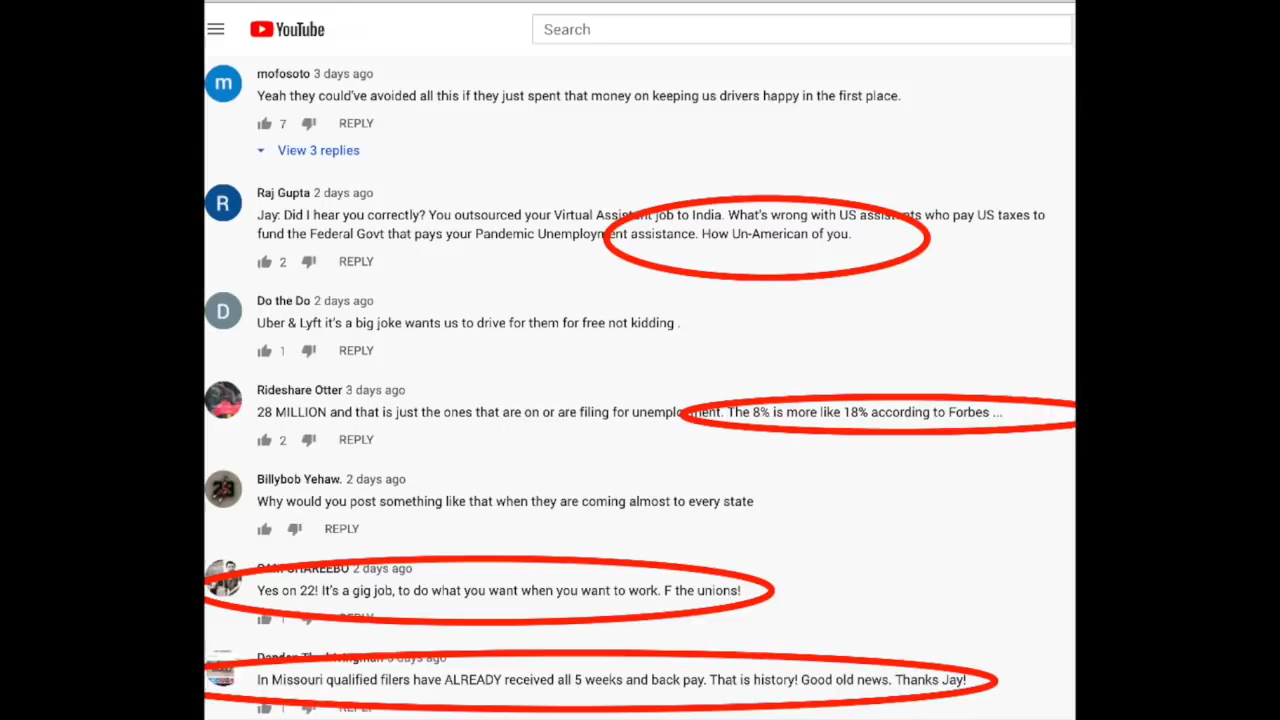 YouTube
Search
m
mofosoto 3 days ago
Yeah they could've avoided all this if they just spent that money on keeping us drivers happy in the first place.
7 REPLY
View 3 replies
R
Raj Gupta 2 days ago
Jay: Did I hear you correctly? You outsourced your Virtual Assistant job to India. What's wrong with US assistants who pay US taxes to
fund the Federal Govt that pays your Pandemic Unemployment assistance. How Un-American of you.
2 REPLY
D
Do the Do 2 days ago
Uber & Lyft it's a big joke wants us to drive for them for free not kidding .
1 REPLY
Rideshare Otter 3 days ago
28 MILLION and that is just the ones that are on or are filing for unemployment. The 8% is more like 18% according to Forbes ...
2 REPLY
Billybob Yehaw. 2 days ago
Why would you post something like that when they are coming almost to every state
REPLY
2 days ago
Yes on 22! It's a gig job, to do what you want when you want to work. F the unions!
1 REPLY
days ago
In Missouri qualified filers have ALREADY received all 5 weeks and back pay. That is history! Good old news. Thanks Jay!
1 REPLY